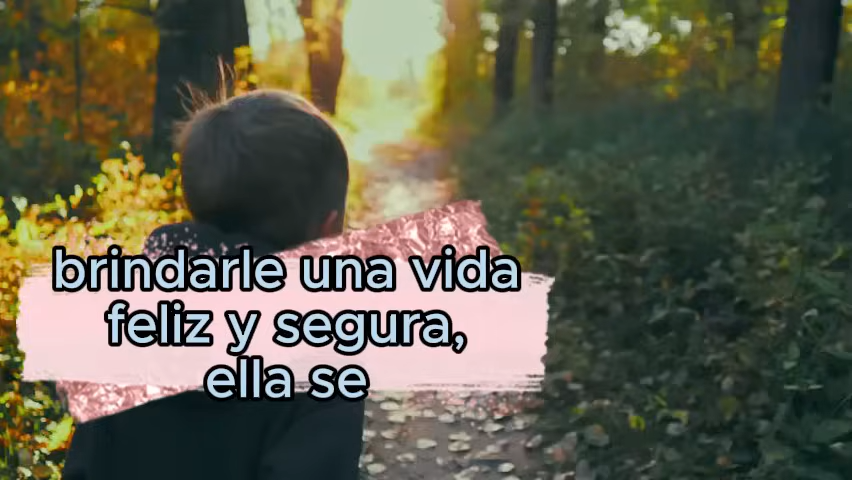 brindarle una vida
feliz y segura,
ella se